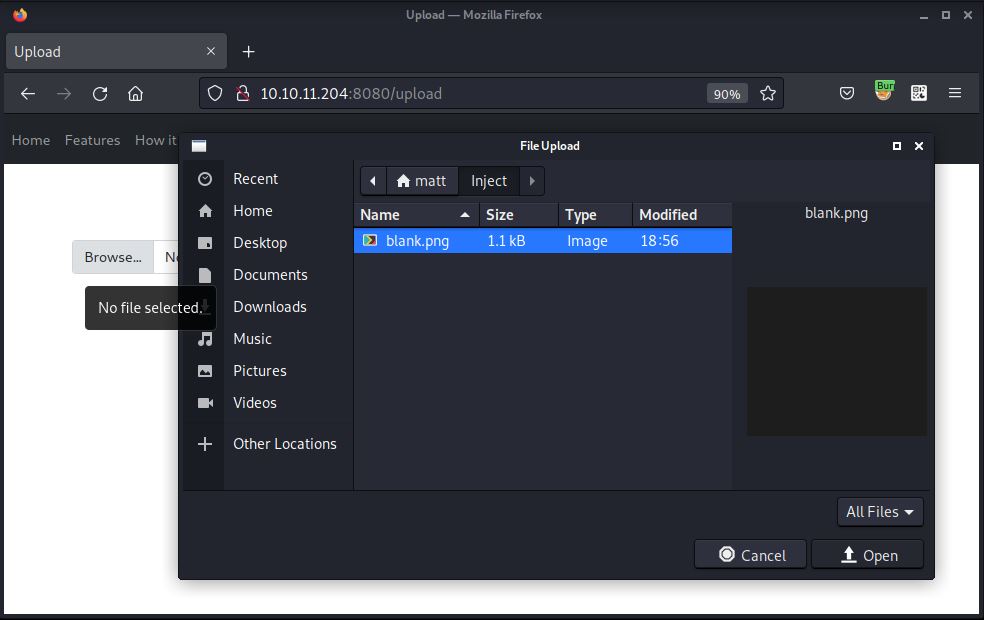 Upload — Mozilla Firefox
Upload
10.10.11.204:8080/upload
90%
Bur
Home Features How it
File Upload
Recent
Home
Desktop
Documents
Downloads
Music
Pictures
Videos
Other Locations
matt Inject
Name Size Type Modified
blank.png 1.1 kB Image 18:56
blank.png
Browse...
No file selected.
All Files
Cancel Open